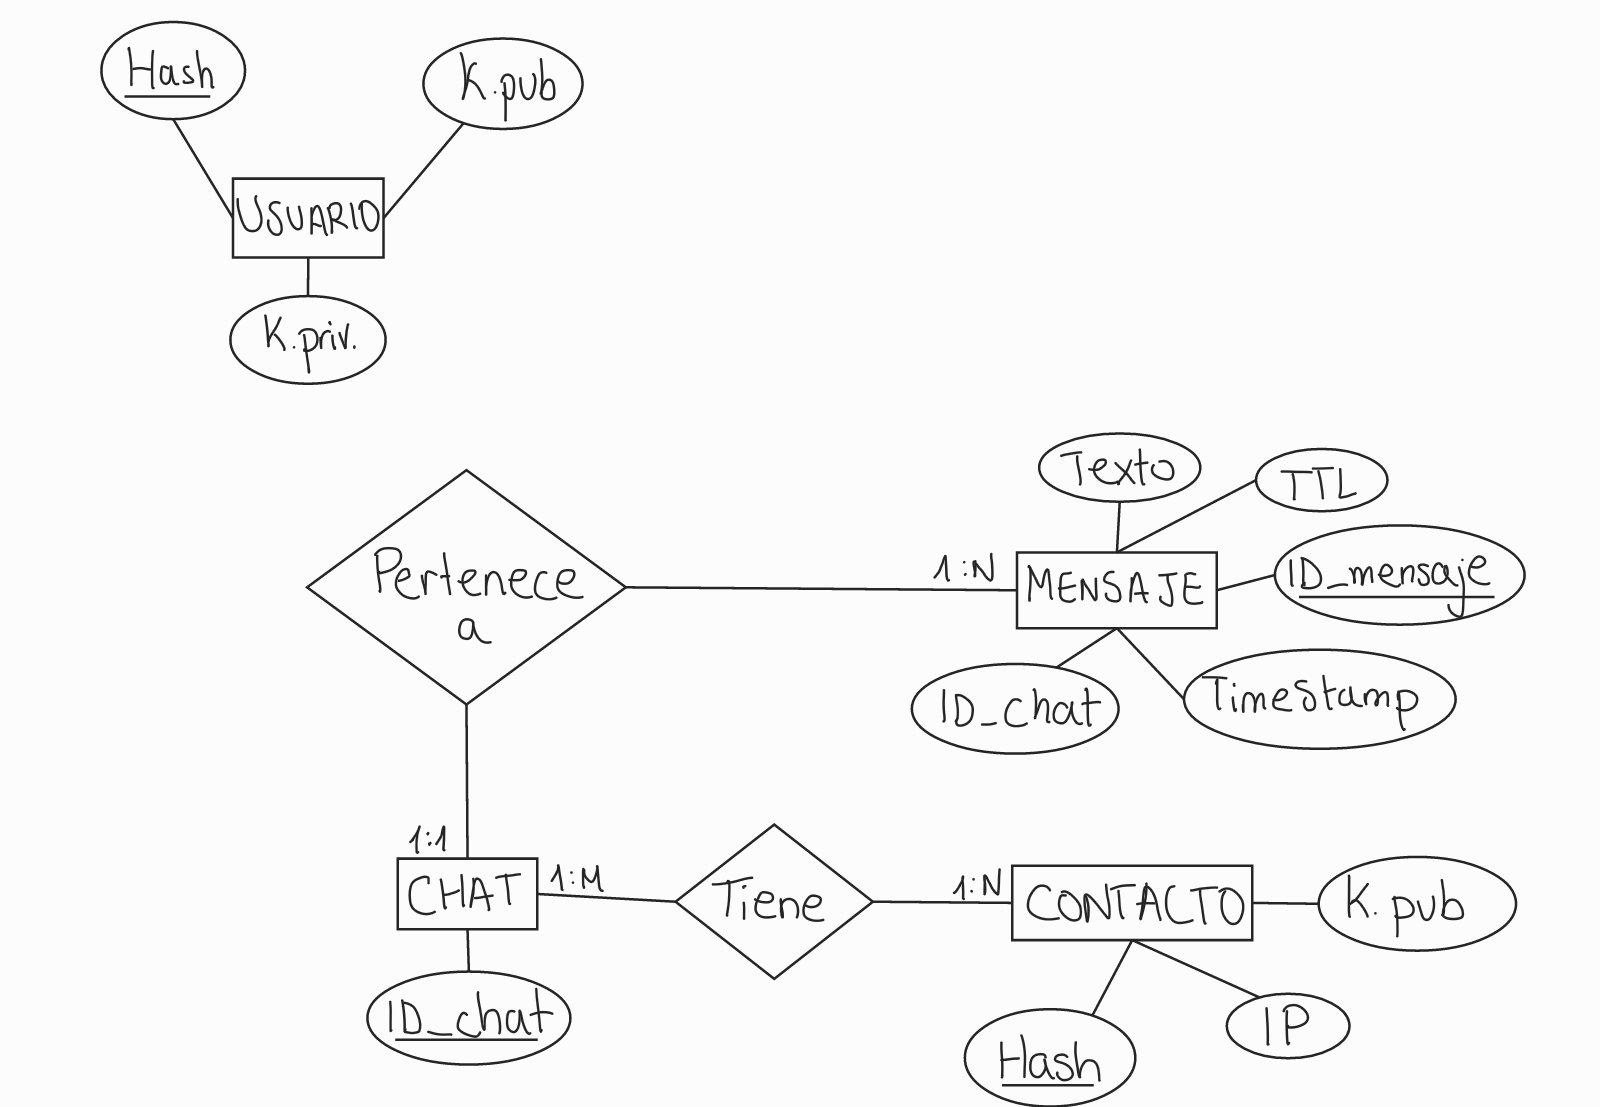 Hash
K.pub
USUARIO
K.priv.
Texto
TTL
Pertenece
a
1:N
MENSAJE
ID_mensaje
ID_chat
Timestamp
1:1
CHAT
1:M
Tiene
1:N
CONTACTO
K.pub
ID_chat
Hash
IP